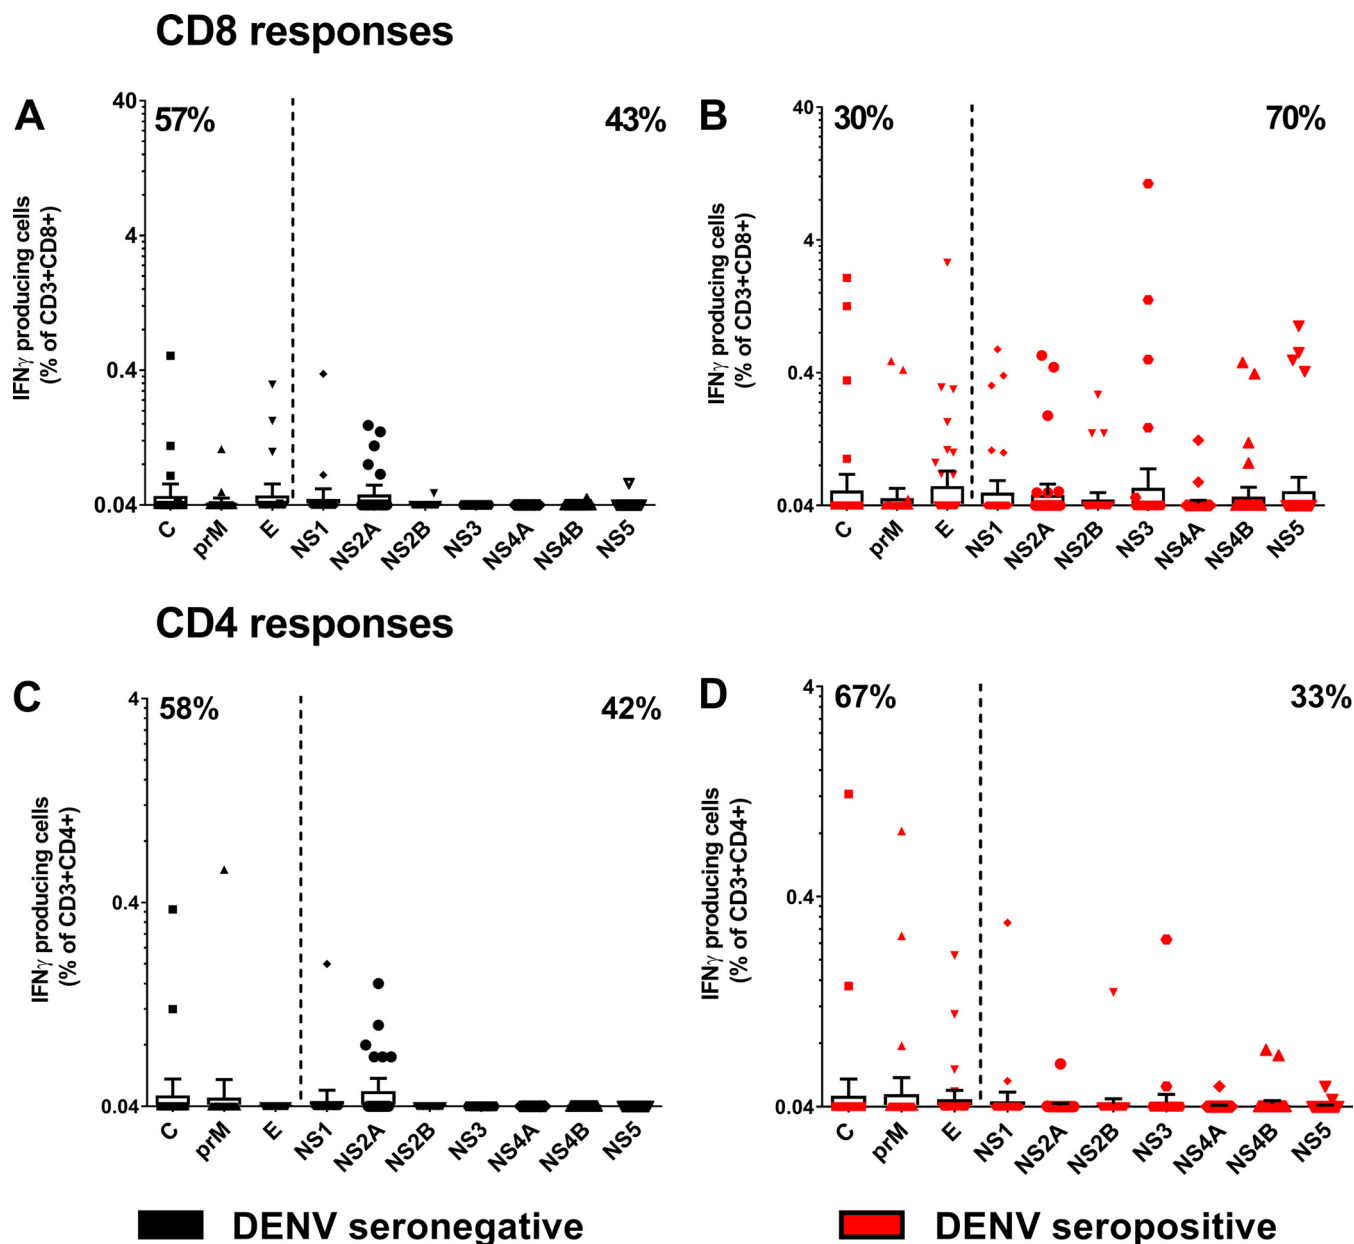 CD8 responses
A
57%
43%
40
4
0.4
0.04
IFNγ producing cells
(% of CD3+CD8+)
C
prM
E
NS1
NS2A
NS2B
NS3
NS4A
NS4B
NS5
B
30%
70%
40
4
0.4
0.04
IFNγ producing cells
(% of CD3+CD8+)
C
prM
E
NS1
NS2A
NS2B
NS3
NS4A
NS4B
NS5
CD4 responses
C
58%
42%
4
0.4
0.04
IFNγ producing cells
(% of CD3+CD4+)
C
prM
E
NS1
NS2A
NS2B
NS3
NS4A
NS4B
NS5
D
67%
33%
4
0.4
0.04
IFNγ producing cells
(% of CD3+CD4+)
C
prM
E
NS1
NS2A
NS2B
NS3
NS4A
NS4B
NS5
DENV seronegative
DENV seropositive